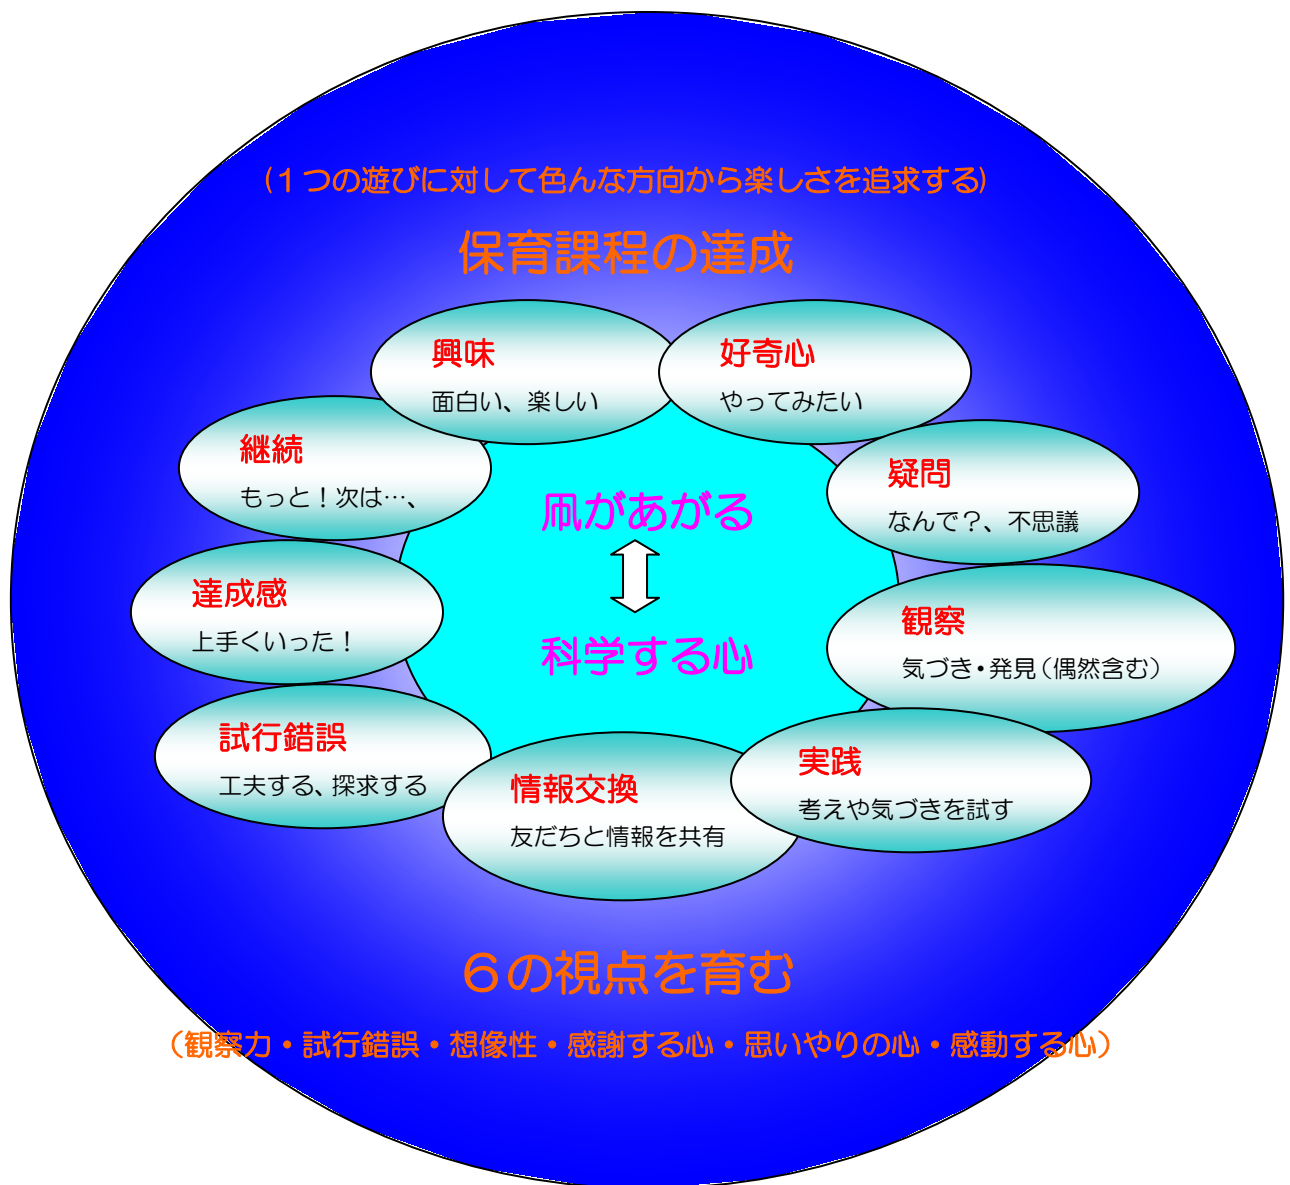 (１つの遊びに対して色んな方向から楽しさを追求する)
保育課程の達成
興味
面白い、楽しい
好奇心
やってみたい
疑問
なんで？、不思議
観察
気づき・発見（偶然含む）
実践
考えや気づきを試す
情報交換
友だちと情報を共有
試行錯誤
工夫する、探求する
達成感
上手くいった！
継続
もっと！次は…、
凧があがる
科学する心
６の視点を育む
（観察力・試行錯誤・想像性・感謝する心・思いやりの心・感動する心）